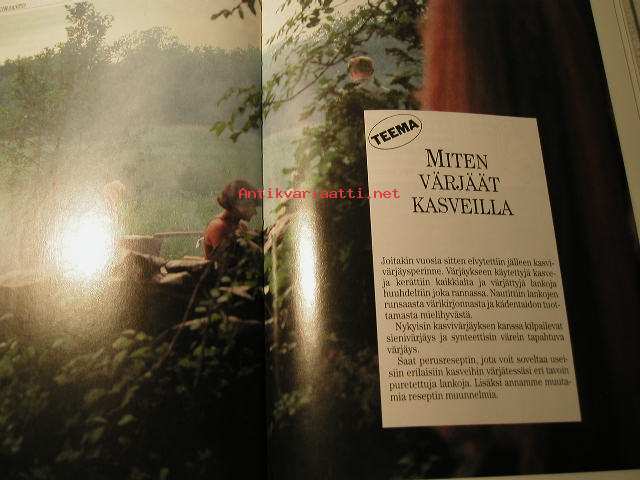 TEEMA
MITEN
VÄRJÄÄT
KASVEILLA
Antikvariaatti.net
Joitakin vuosia sitten elvytettiin jälleen kasvi-
värjäysperinne. Värjäykseen käytettyjä kasve-
ja kerättiin kaikkialta ja värjättyjä lankoja
huuhdeltiin joka rannassa. Nautittiin lankojen
runsaasta värikirjonnasta ja kädentaidon tuot-
tamasta mielihyvästä.
Nykyisin kasvivärjäyksen kanssa kilpailevat
sienivärjäys ja synteettisin värein tapahtuva
värjäys.
Saat perusreseptin, jota voit soveltaa usei-
siin erilaisiin kasveihin värjätessäsi eri tavoin
puretettuja lankoja. Lisäksi annamme muuta-
mia reseptin muunnelmia.